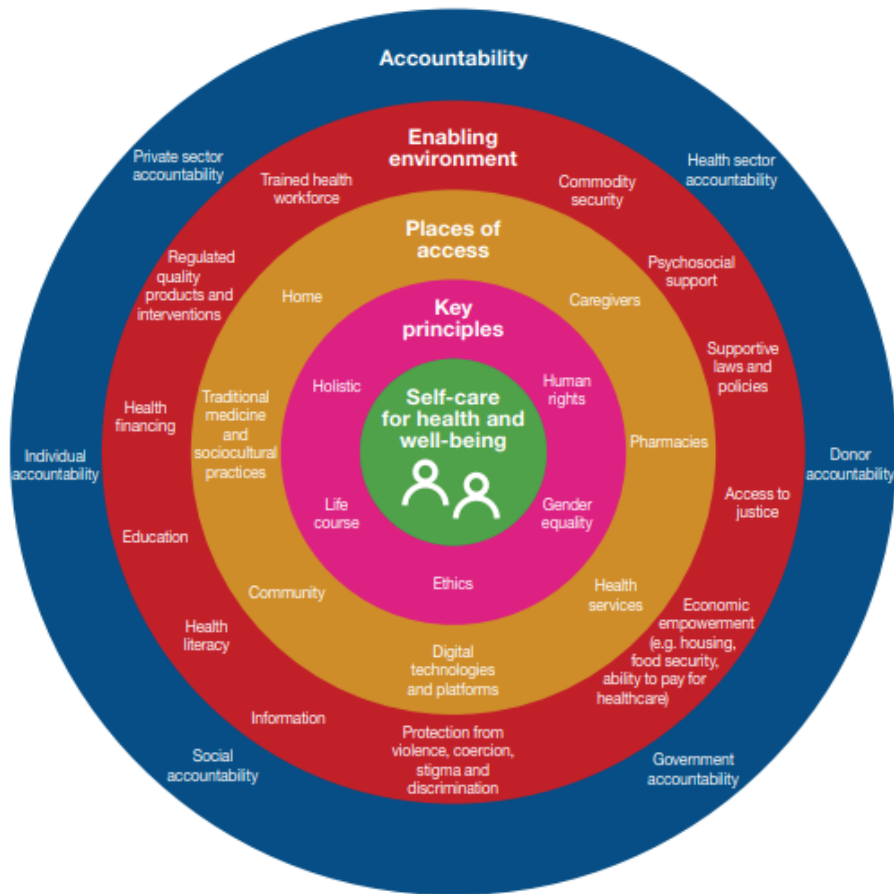 Accountability
Private sector
accountability
Health sector
accountability
Individual
accountability
Donor
accountability
Social
accountability
Government
accountability
Enabling
environment
Trained health
workforce
Commodity
security
Regulated
quality
products and
interventions
Psychosocial
support
Supportive
laws and
policies
Health
financing
Access to
justice
Education
Health
literacy
Economic
empowerment
(e.g. housing,
food security,
ability to pay for
healthcare)
Information
Protection from
violence, coercion,
stigma and
discrimination
Places of
access
Home
Caregivers
Traditional
medicine
and
sociocultural
practices
Pharmacies
Community
Health
services
Digital
technologies
and platforms
Key
principles
Holistic
Human
rights
Life
course
Gender
equality
Ethics
Self-care
for health and
well-being